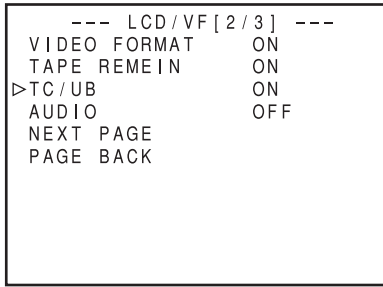 --- LCD/VF[2/3] ---
VIDEO FORMAT ON
TAPE REMEIN ON
▷TC/UB ON
AUDIO OFF
NEXT PAGE
PAGE BACK